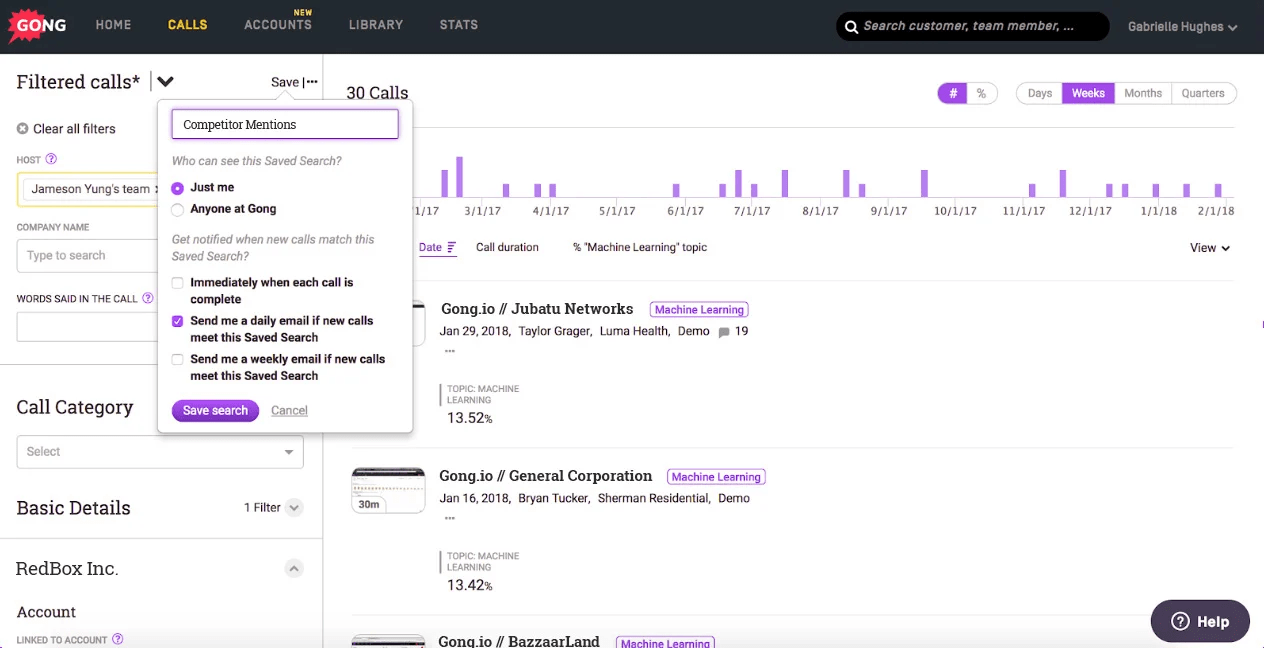 GONG
HOME
CALLS
NEW
ACCOUNTS
LIBRARY
STATS
Search customer, team member, ...
Gabrielle Hughes
Filtered calls*
Save | ...
Clear all filters
HOST
Jameson Yung's team
COMPANY NAME
Type to search
WORDS SAID IN THE CALL
Call Category
Select
Basic Details
1 Filter
RedBox Inc.
Account
LINKED TO ACCOUNT
Competitor Mentions
Who can see this Saved Search?
Just me
Anyone at Gong
Get notified when new calls match this
Saved Search?
Immediately when each call is
complete
Send me a daily email if new calls
meet this Saved Search
Send me a weekly email if new calls
meet this Saved Search
Save search
Cancel
30 Calls
# %
Days Weeks Months Quarters
1/17 3/1/17 4/1/17 5/1/17 6/1/17 7/1/17 8/1/17 9/1/17 10/1/17 11/1/17 12/1/17 1/1/18 2/1/18
Date
Call duration
% "Machine Learning" topic
View
Gong.io // Jubatu Networks
Machine Learning
Jan 29, 2018, Taylor Grager, Luma Health, Demo 19
...
TOPIC: MACHINE
LEARNING
13.52%
Gong.io // General Corporation
Machine Learning
30m
Jan 16, 2018, Bryan Tucker, Sherman Residential, Demo
...
TOPIC: MACHINE
LEARNING
13.42%
Gong.io // BazzaarLand
Machine Learning
Help